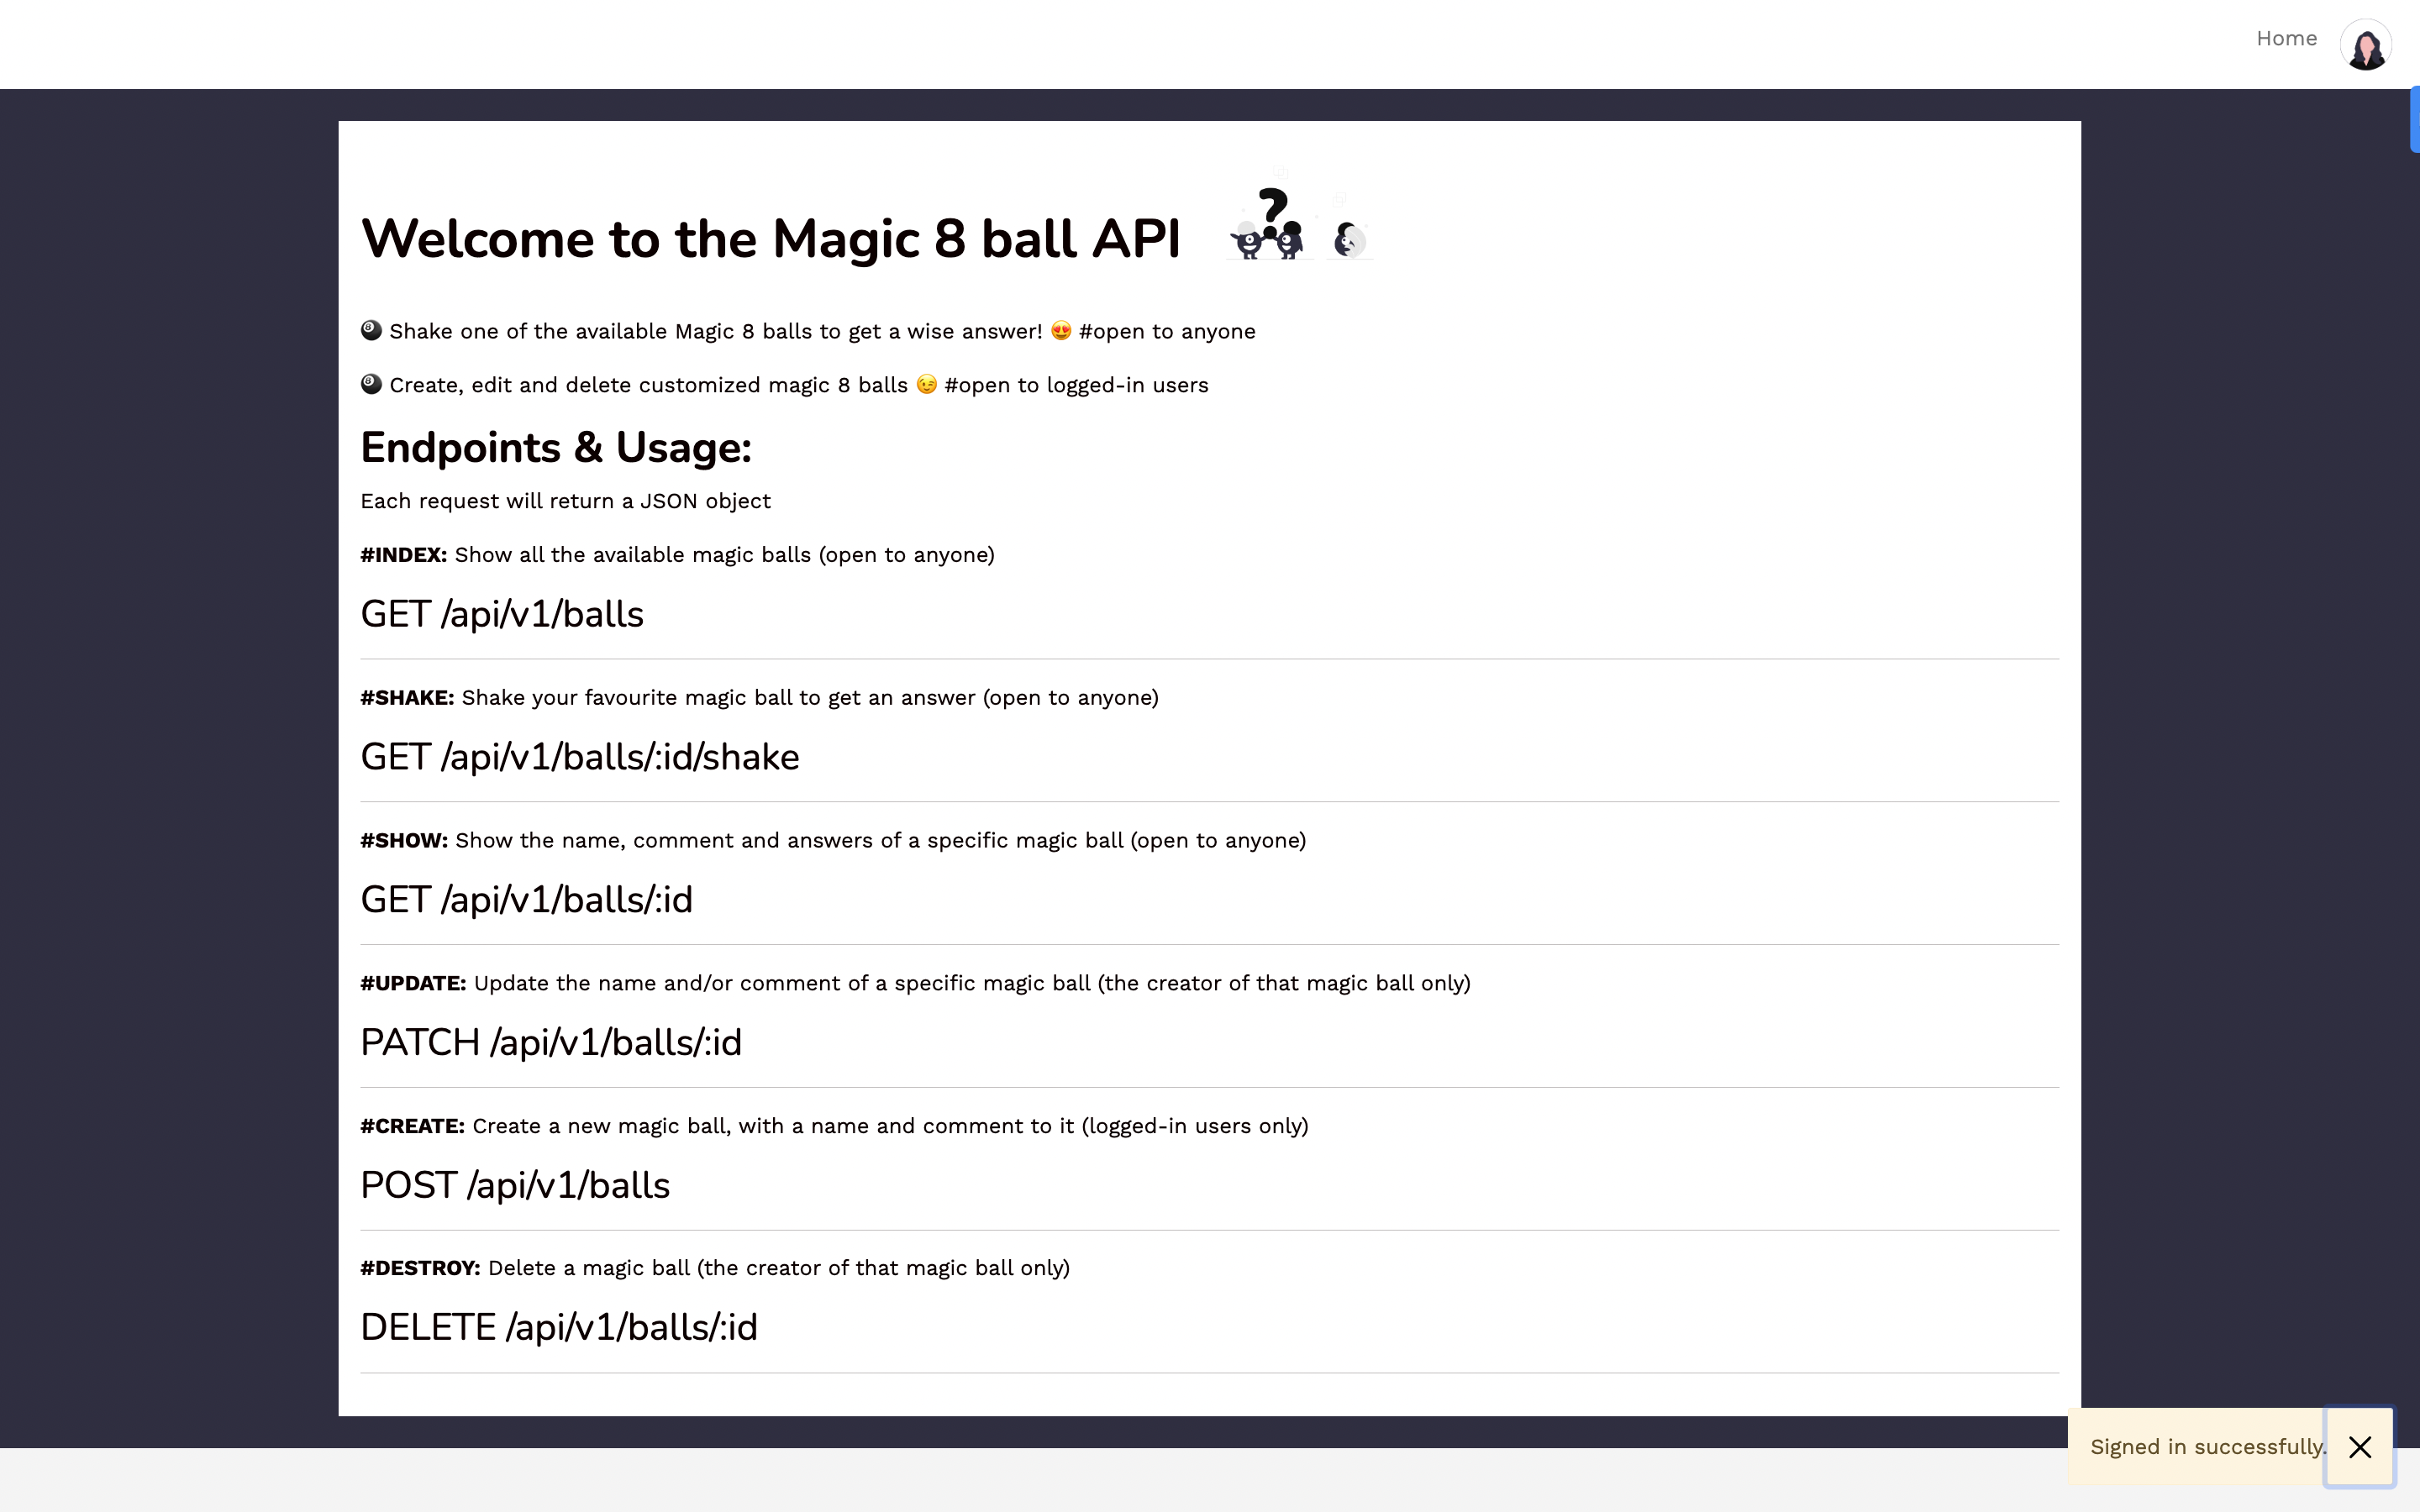 Home
Welcome to the Magic 8 ball API
🎱 Shake one of the available Magic 8 balls to get a wise answer! 😍 #open to anyone
🎱 Create, edit and delete customized magic 8 balls 😉 #open to logged-in users
Endpoints & Usage:
Each request will return a JSON object
#INDEX: Show all the available magic balls (open to anyone)
GET /api/v1/balls
#SHAKE: Shake your favourite magic ball to get an answer (open to anyone)
GET /api/v1/balls/:id/shake
#SHOW: Show the name, comment and answers of a specific magic ball (open to anyone)
GET /api/v1/balls/:id
#UPDATE: Update the name and/or comment of a specific magic ball (the creator of that magic ball only)
PATCH /api/v1/balls/:id
#CREATE: Create a new magic ball, with a name and comment to it (logged-in users only)
POST /api/v1/balls
#DESTROY: Delete a magic ball (the creator of that magic ball only)
DELETE /api/v1/balls/:id
Signed in successfully.